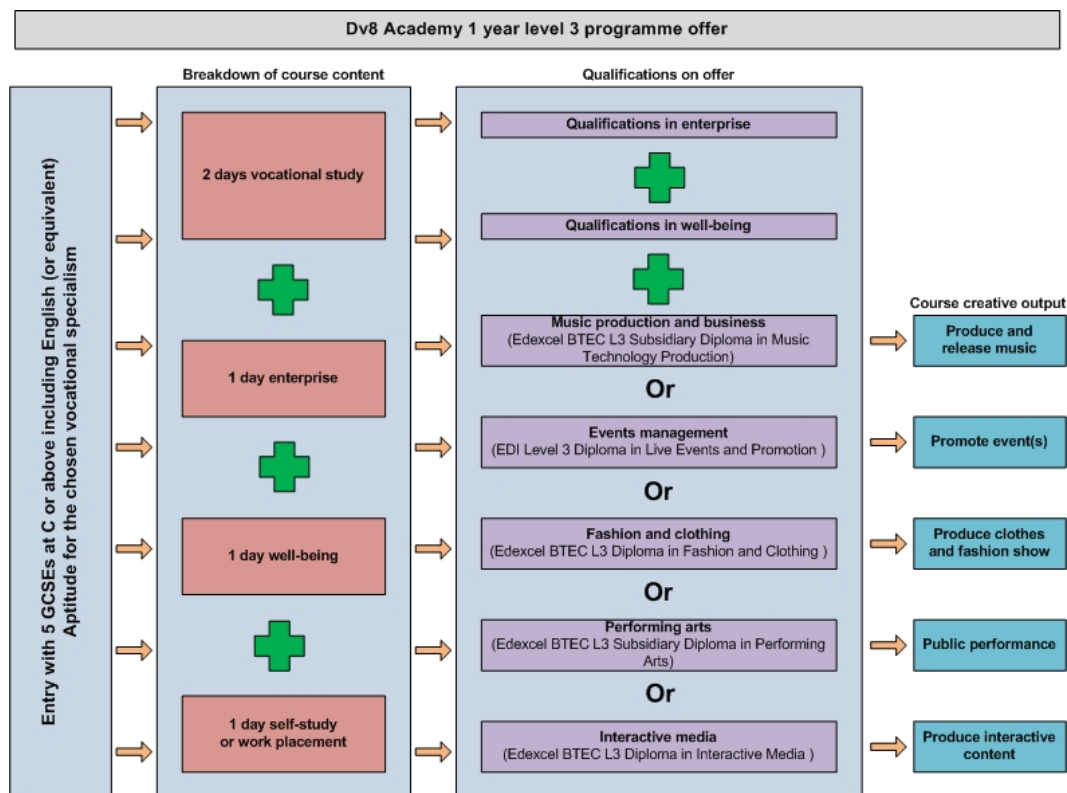 Dv8 Academy 1 year level 3 programme offer
Breakdown of course content
Qualifications on offer
Entry with 5 GCSEs at C or above including English (or equivalent)
Aptitude for the chosen vocational specialism
2 days vocational study
1 day enterprise
1 day well-being
1 day self-study
or work placement
Qualifications in enterprise
Qualifications in well-being
Music production and business
(Edexcel BTEC L3 Subsidiary Diploma in Music
Technology Production)
Or
Events management
(EDI Level 3 Diploma in Live Events and Promotion )
Or
Fashion and clothing
(Edexcel BTEC L3 Diploma in Fashion and Clothing )
Or
Performing arts
(Edexcel BTEC L3 Subsidiary Diploma in Performing
Arts)
Or
Interactive media
(Edexcel BTEC L3 Diploma in Interactive Media )
Course creative output
Produce and
release music
Promote event(s)
Produce clothes
and fashion show
Public performance
Produce interactive
content